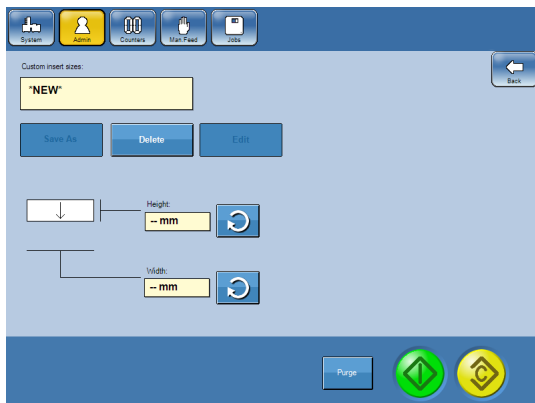 System
Admin
Counters
Man.Feed
Jobs
Custom insert sizes:
Back
*NEW*
Save As
Delete
Edit
Height:
-- mm
Width:
-- mm
Purge
C